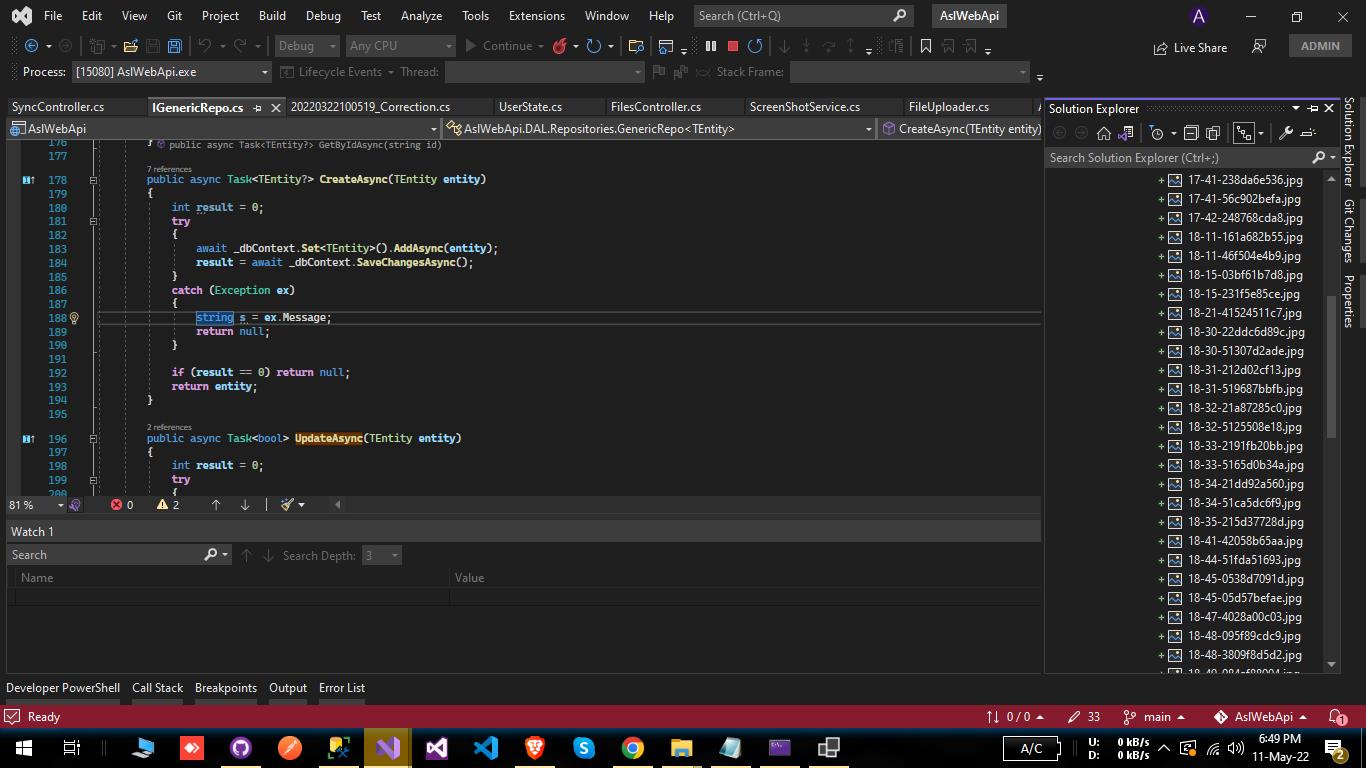 File Edit View Git Project Build Debug Test Analyze Tools Extensions Window Help Search (Ctrl+Q) AslWebApi A
Debug Any CPU Continue Live Share ADMIN
Process: [15080] AslWebApi.exe Lifecycle Events Thread: Stack Frame:
SyncController.cs IGenericRepo.cs 20220322100519_Correction.cs UserState.cs FilesController.cs ScreenShotService.cs FileUploader.cs
AslWebApi AslWebApi.DAL.Repositories.GenericRepo<TEntity> CreateAsync(TEntity entity)
176 } public async Task<TEntity?> GetByIdAsync(string id)
177
7 references
178 public async Task<TEntity?> CreateAsync(TEntity entity)
179 {
180 int result = 0;
181 try
182 {
183 await _dbContext.Set<TEntity>().AddAsync(entity);
184 result = await _dbContext.SaveChangesAsync();
185 }
186 catch (Exception ex)
187 {
188 string s = ex.Message;
189 return null;
190 }
191
192 if (result == 0) return null;
193 return entity;
194 }
195
2 references
196 public async Task<bool> UpdateAsync(TEntity entity)
197 {
198 int result = 0;
199 try
200 {
81 % 0 2
Watch 1
Search Search Depth: 3
Name Value
Developer PowerShell Call Stack Breakpoints Output Error List
Solution Explorer
Search Solution Explorer (Ctrl+;)
17-41-238da6e536.jpg
17-41-56c902befa.jpg
17-42-248768cda8.jpg
18-11-161a682b55.jpg
18-11-46f504e4b9.jpg
18-15-03bf61b7d8.jpg
18-15-231f5e85ce.jpg
18-21-41524511c7.jpg
18-30-22ddc6d89c.jpg
18-30-51307d2ade.jpg
18-31-212d02cf13.jpg
18-31-519687bbfb.jpg
18-32-21a87285c0.jpg
18-32-5125508e18.jpg
18-33-2191fb20bb.jpg
18-33-5165d0b34a.jpg
18-34-21dd92a560.jpg
18-34-51ca5dc6f9.jpg
18-35-215d37728d.jpg
18-41-42058b65aa.jpg
18-44-51fda51693.jpg
18-45-0538d7091d.jpg
18-45-05d57befae.jpg
18-47-4028a00c03.jpg
18-48-095f89cdc9.jpg
18-48-3809f8d5d2.jpg
Solution Explorer
Git Changes
Properties
Ready 0 / 0 33 main AslWebApi 1
A/C U: 0 kB/s 6:49 PM
D: 0 kB/s 11-May-22 2